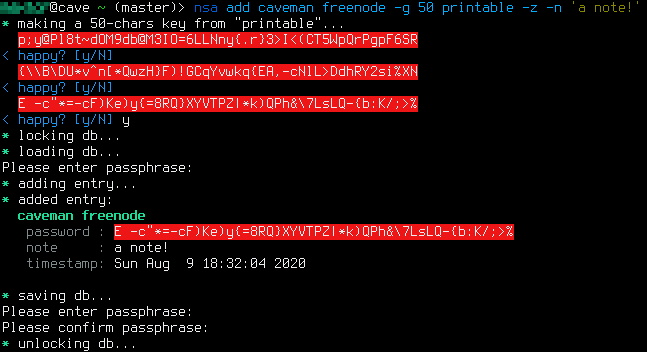 @cave ~ (master)> nsa add caveman freenode -g 50 printable -z -n 'a note!'
* making a 50-chars key from "printable"...
p;y@Pl8t~dOM9db@M3IO=6LLNny{.r}3>I<(CT5WpQrPgpF6SR
< happy? [y/N]
{\\B\DU*v^n[*QwzH}F)!GCqYvwkq{EA,-cNlL>DdhRY2si%XN
< happy? [y/N]
E -c"*=-cF)Ke)y{=8RQ}XYVTPZ|*k)QPh&\7LsLQ-{b:K/;>%
< happy? [y/N] y
* locking db...
* loading db...
Please enter passphrase:
* adding entry...
* added entry:
caveman freenode
password : E -c"*=-cF)Ke)y{=8RQ}XYVTPZ|*k)QPh&\7LsLQ-{b:K/;>%
note : a note!
timestamp: Sun Aug 9 18:32:04 2020
* saving db...
Please enter passphrase:
Please confirm passphrase:
* unlocking db...